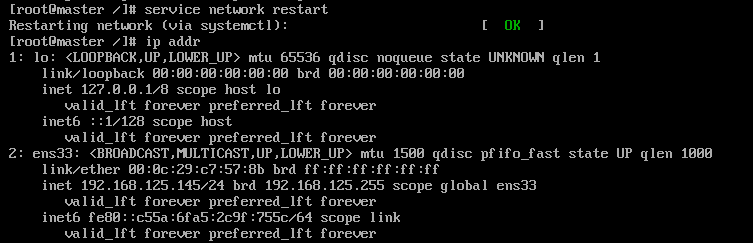 [root@master /]# service network restart
Restarting network (via systemctl):                        [  OK  ]
[root@master /]# ip addr
1: lo: <LOOPBACK,UP,LOWER_UP> mtu 65536 qdisc noqueue state UNKNOWN qlen 1
    link/loopback 00:00:00:00:00:00 brd 00:00:00:00:00:00
    inet 127.0.0.1/8 scope host lo
       valid_lft forever preferred_lft forever
    inet6 ::1/128 scope host
       valid_lft forever preferred_lft forever
2: ens33: <BROADCAST,MULTICAST,UP,LOWER_UP> mtu 1500 qdisc pfifo_fast state UP qlen 1000
    link/ether 00:0c:29:c7:57:8b brd ff:ff:ff:ff:ff:ff
    inet 192.168.125.145/24 brd 192.168.125.255 scope global ens33
       valid_lft forever preferred_lft forever
    inet6 fe80::c55a:6fa5:2c9f:755c/64 scope link
       valid_lft forever preferred_lft forever